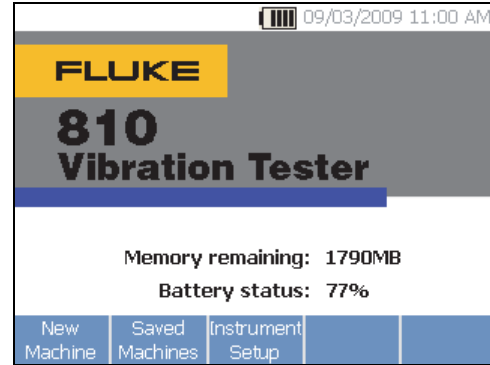 09/03/2009 11:00 AM
FLUKE
810
Vibration Tester
Memory remaining: 1790MB
Battery status: 77%
New Machine
Saved Machines
Instrument Setup